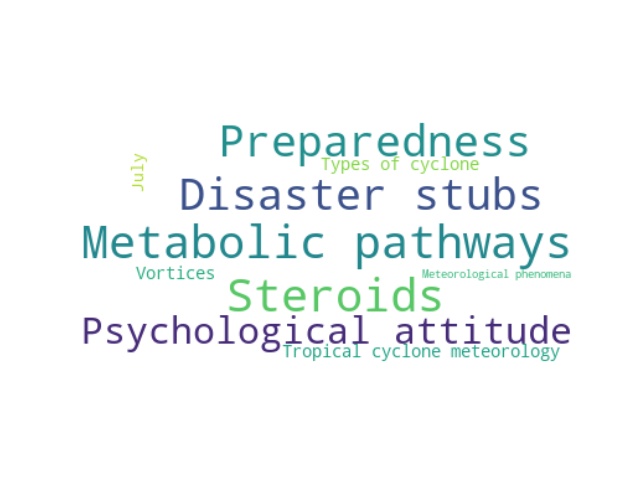 Preparedness
Types of cyclone
July
Disaster stubs
Metabolic pathways
Vortices
Meteorological phenomena
Steroids
Psychological attitude
Tropical cyclone meteorology